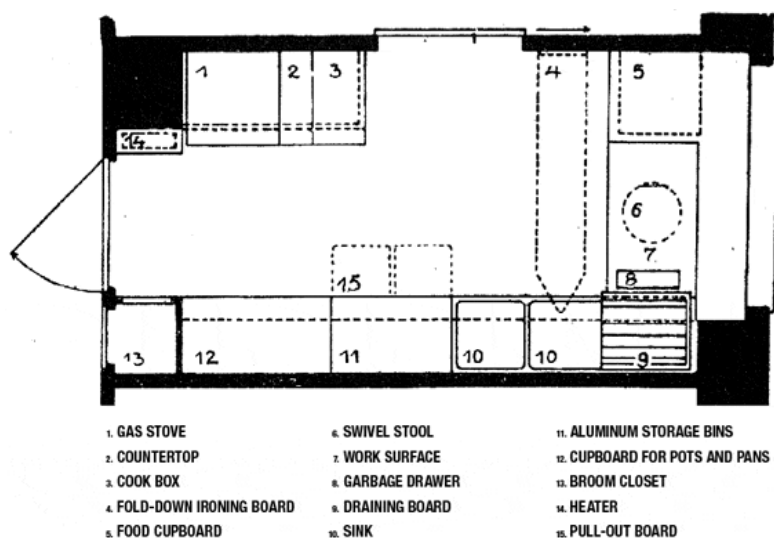 1 2 3 4 5
14
6
7
15 8
13 12 11 10 10 9
1. GAS STOVE
2. COUNTERTOP
3. COOK BOX
4. FOLD-DOWN IRONING BOARD
5. FOOD CUPBOARD
6. SWIVEL STOOL
7. WORK SURFACE
8. GARBAGE DRAWER
9. DRAINING BOARD
10. SINK
11. ALUMINUM STORAGE BINS
12. CUPBOARD FOR POTS AND PANS
13. BROOM CLOSET
14. HEATER
15. PULL-OUT BOARD